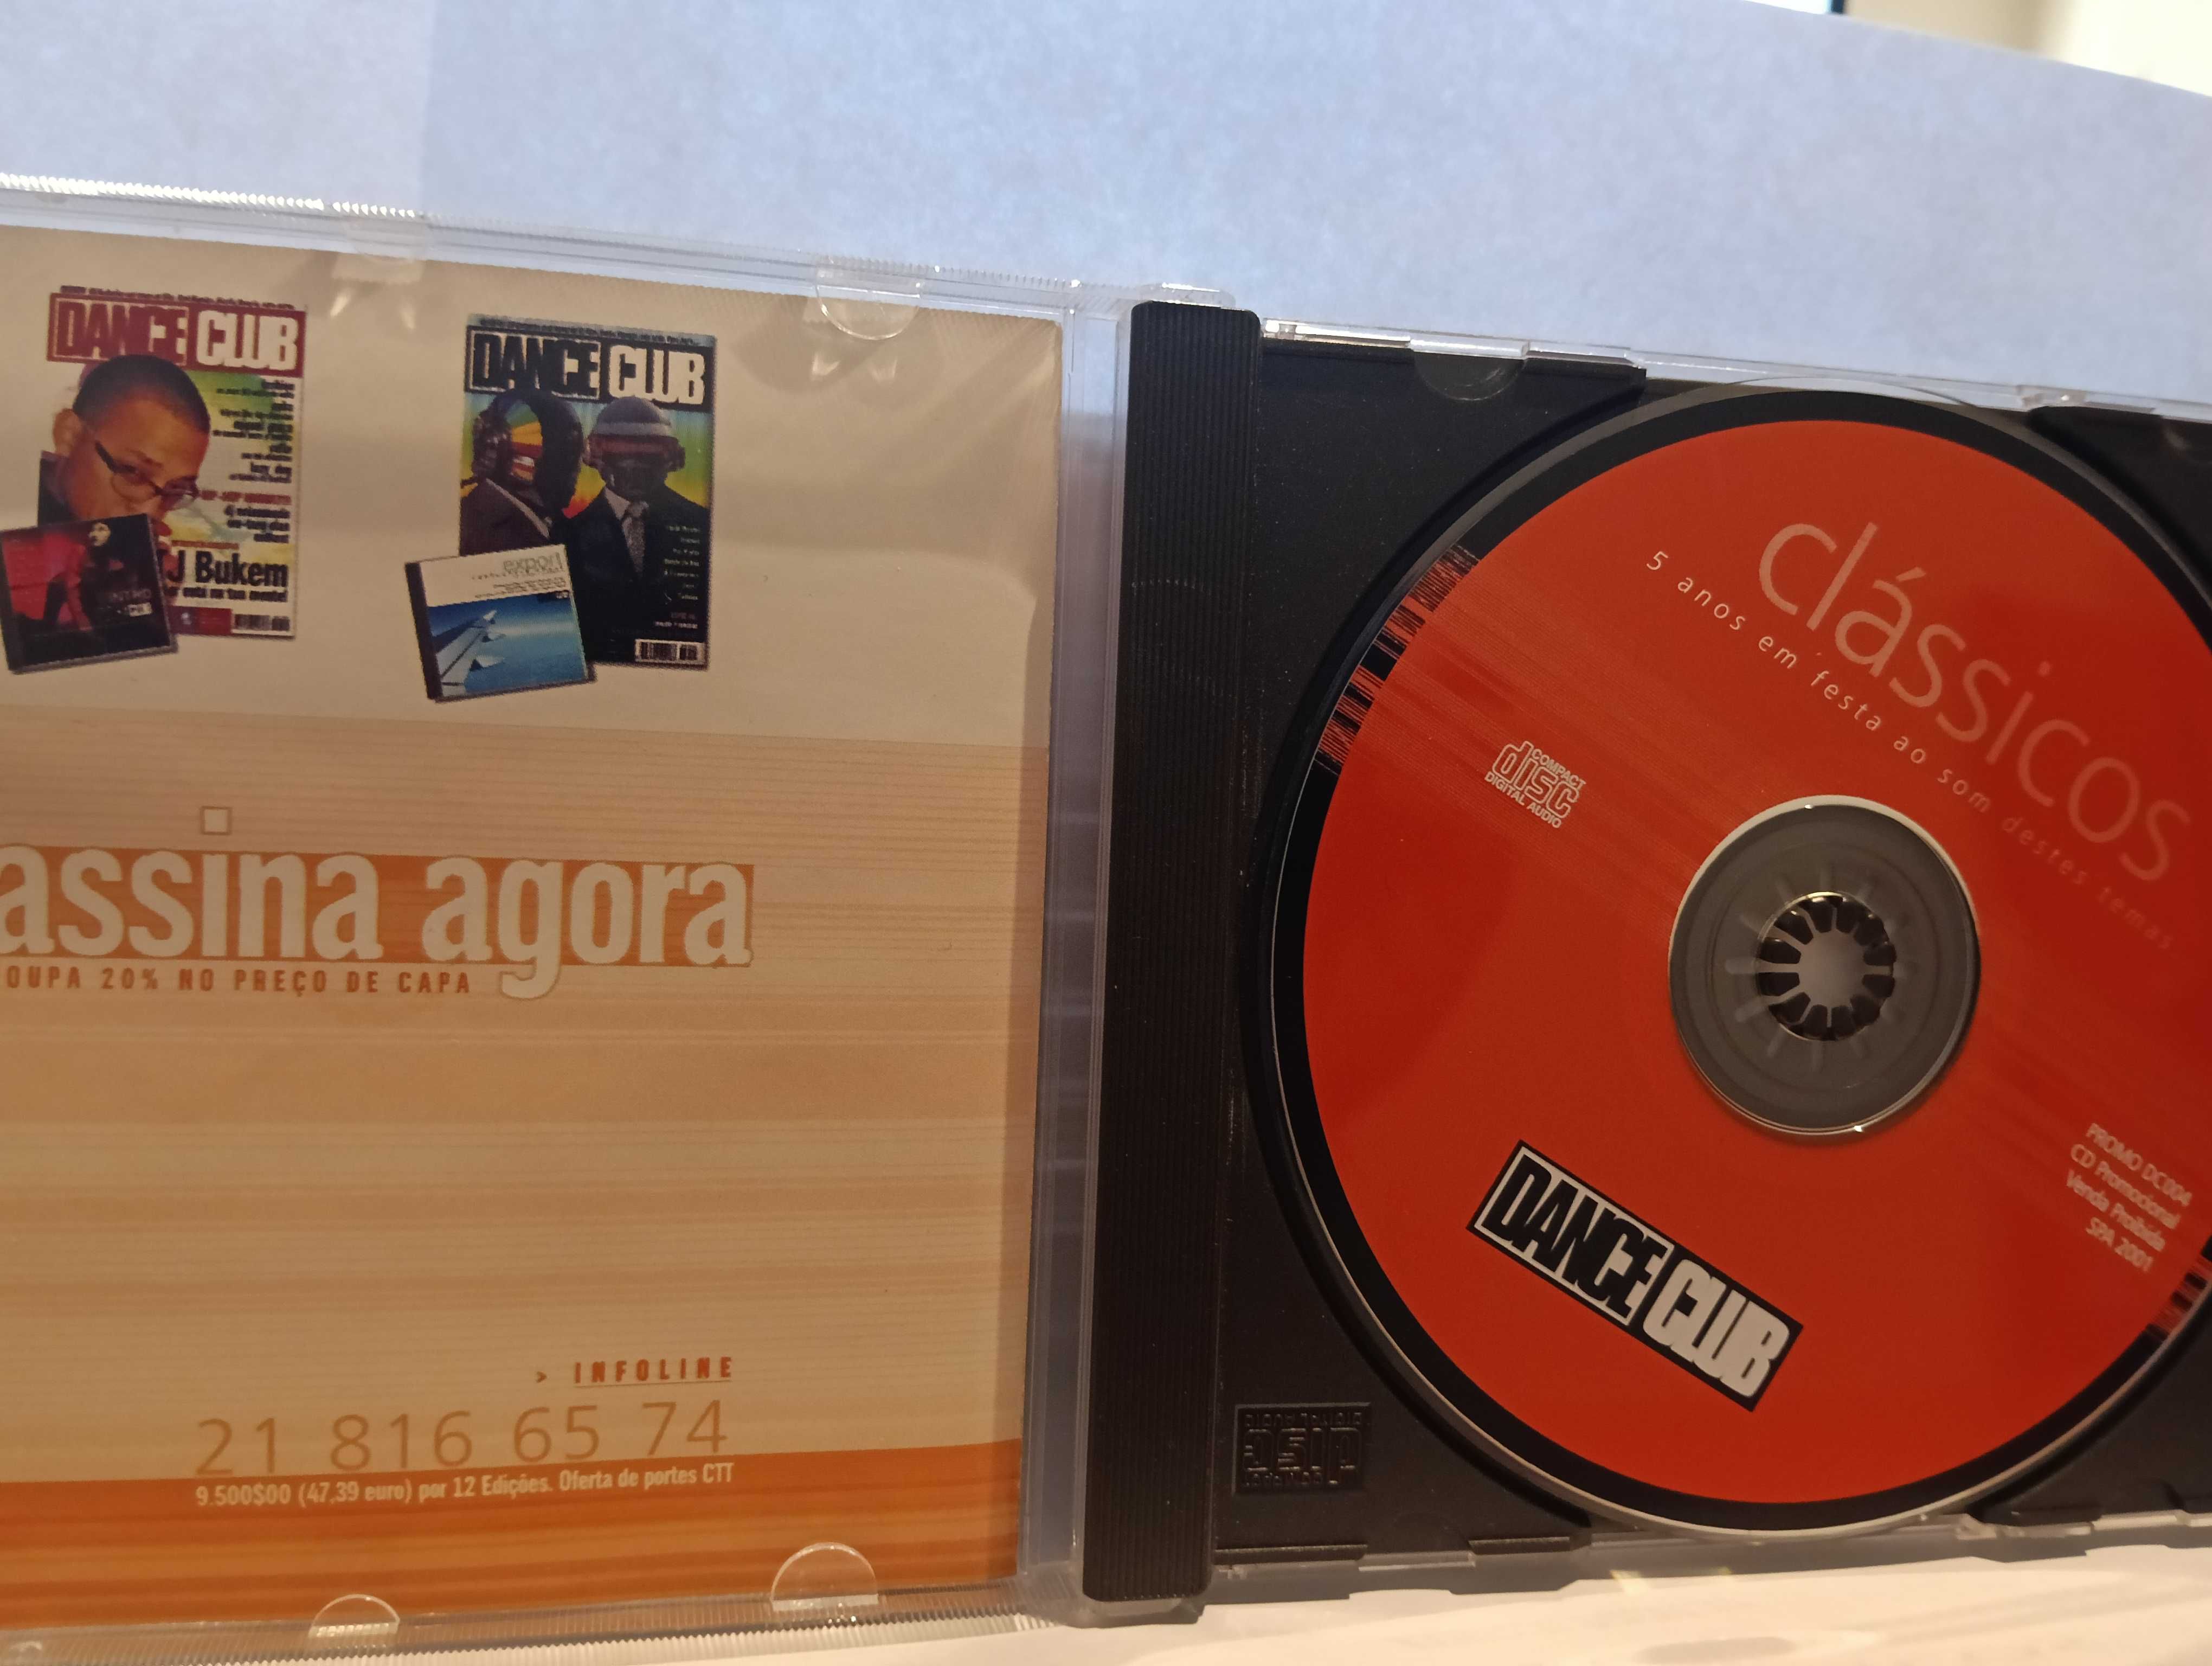 DANCE CLUB
J Bukem
DANCE CLUB
export
assina agora
OUPA 20% NO PREÇO DE CAPA
> INFOLINE
21 816 65 74
9.500$00 (47,39 euro) por 12 Edições. Oferta de portes CTT
clássicos
5 anos em festa ao som destes temas
COMPACT
disc
DIGITAL AUDIO
DANCE CLUB
PROMO DC004
CD Promocional
Venda Proibida
SPA 2001